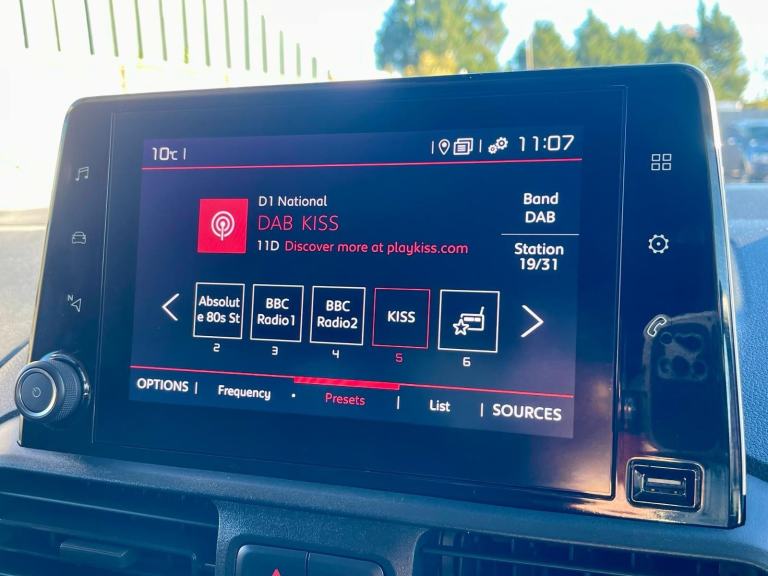 10°C
11:07
D1 National
DAB KISS
11D Discover more at playkiss.com
Band
DAB
Station
19/31
Absolut
e 80s St
2
BBC
Radio1
3
BBC
Radio2
4
KISS
5
6
OPTIONS
Frequency
Presets
List
SOURCES
N